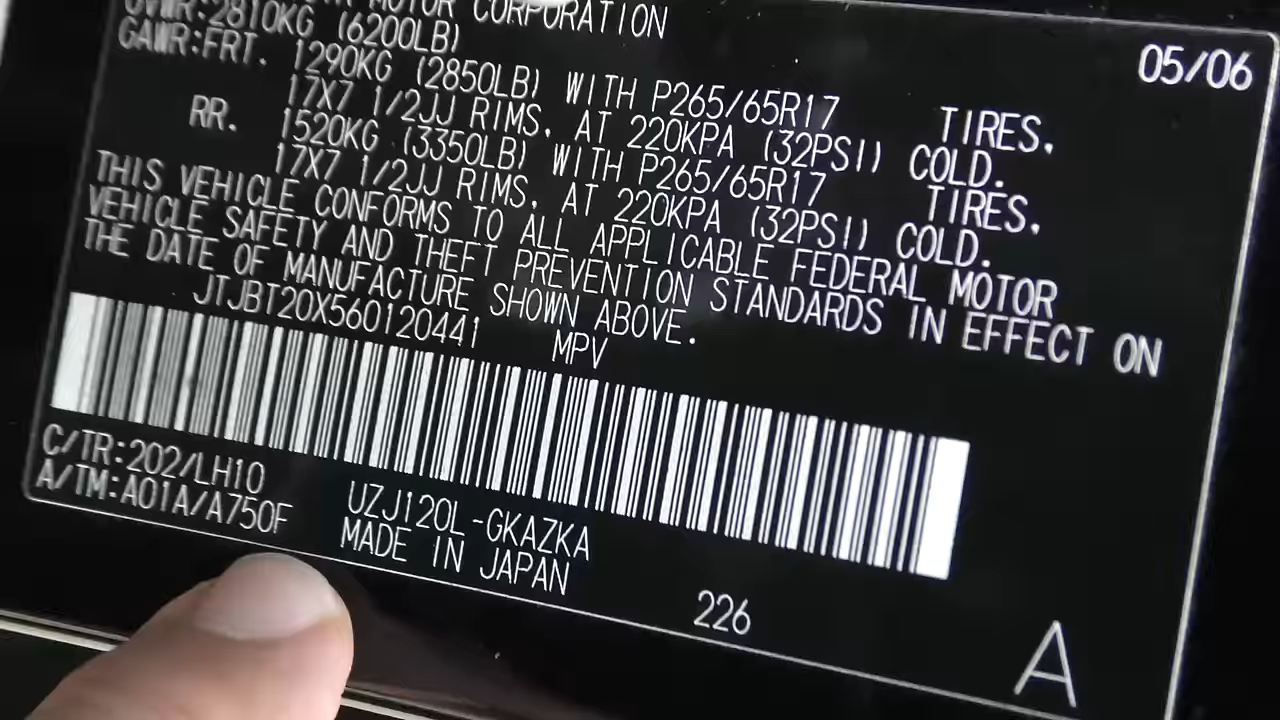 MOTOR CORPORATION
05/06
GVWR:2810KG (6200LB)
GAWR:FRT. 1290KG (2850LB) WITH P265/65R17 TIRES.
17X7 1/2JJ RIMS, AT 220KPA (32PSI) COLD.
RR. 1520KG (3350LB) WITH P265/65R17 TIRES.
17X7 1/2JJ RIMS, AT 220KPA (32PSI) COLD.
THIS VEHICLE CONFORMS TO ALL APPLICABLE FEDERAL MOTOR
VEHICLE SAFETY AND THEFT PREVENTION STANDARDS IN EFFECT ON
THE DATE OF MANUFACTURE SHOWN ABOVE.
JTJBT20X560120441 MPV
C/TR:202/LH10
A/TM:A01A/A750F
UZJ120L-GKAZKA
MADE IN JAPAN
226
A